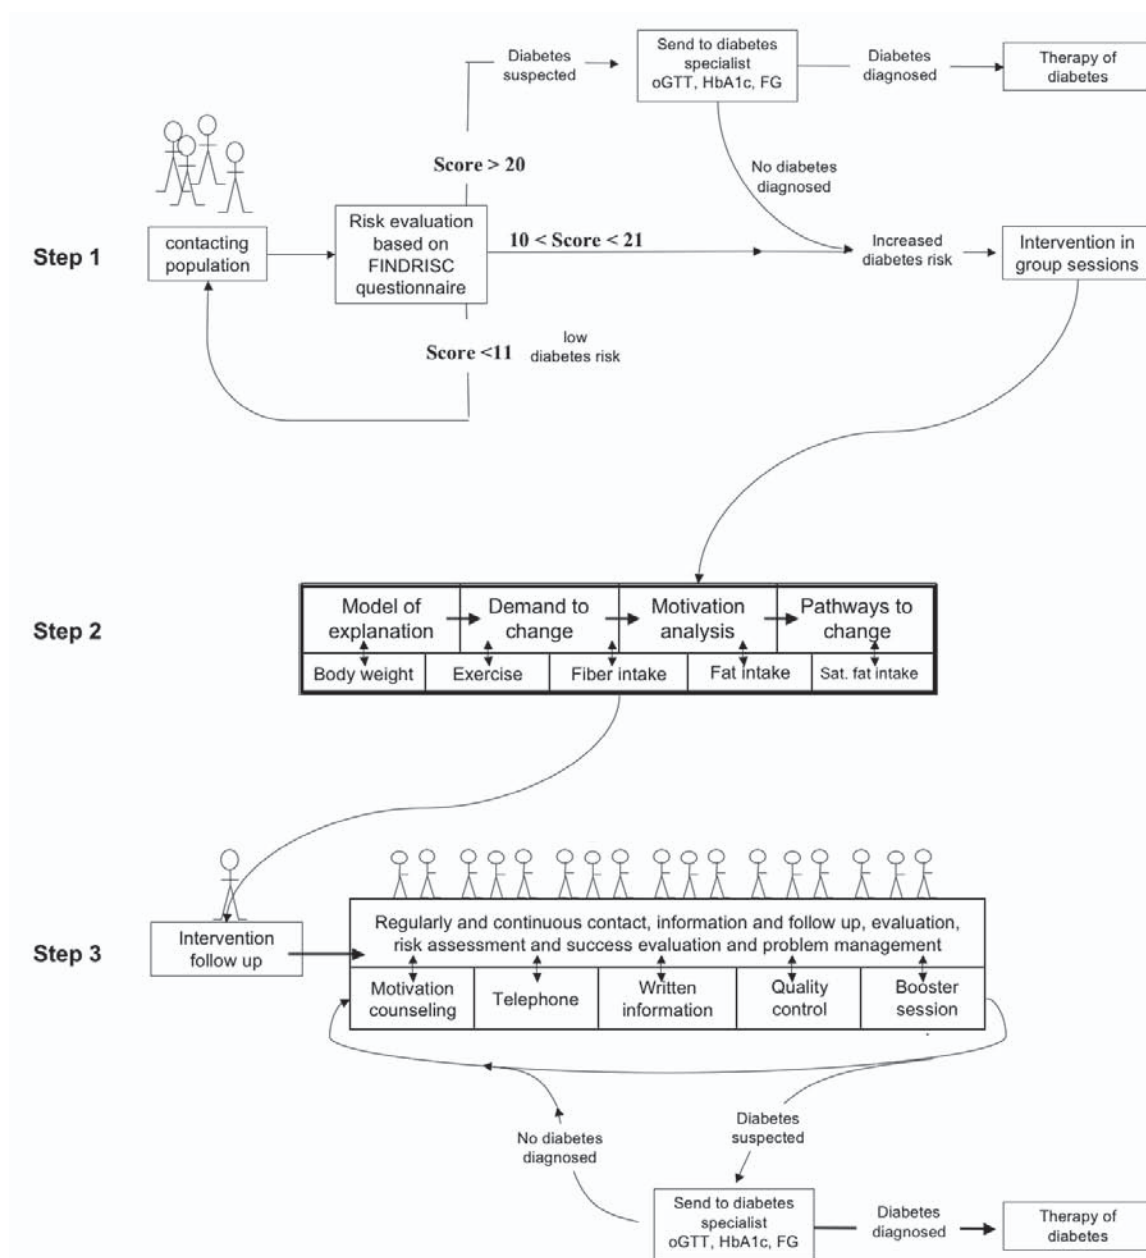 Diabetes
suspected
Send to diabetes
specialist
oGTT, HbA1c, FG
Diabetes
diagnosed
Therapy of
diabetes
Score > 20
No diabetes
diagnosed
Step 1
contacting
population
Risk evaluation
based on
FINDRISC
questionnaire
10 < Score < 21
Increased
diabetes risk
Intervention in
group sessions
Score <11
low
diabetes risk
Step 2
Model of
explanation
Demand to
change
Motivation
analysis
Pathways to
change
Body weight
Exercise
Fiber intake
Fat intake
Sat. fat intake
Step 3
Intervention
follow up
Regularly and continuous contact, information and follow up, evaluation,
risk assessment and success evaluation and problem management
Motivation
counseling
Telephone
Written
information
Quality
control
Booster
session
No diabetes
diagnosed
Diabetes
suspected
Send to diabetes
specialist
oGTT, HbA1c, FG
Diabetes
diagnosed
Therapy of
diabetes